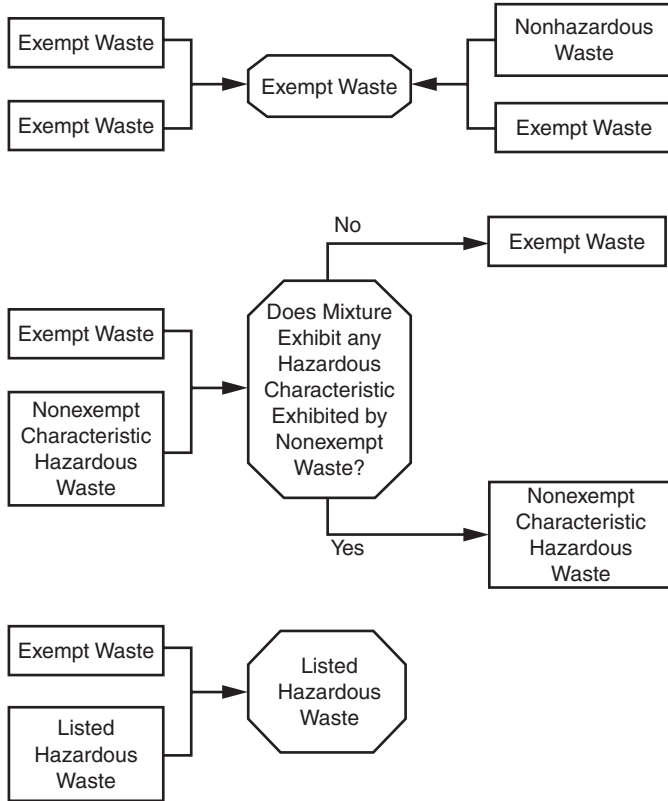 Exempt Waste
Exempt Waste
Exempt Waste
Nonhazardous
Waste
Exempt Waste
No
Exempt Waste
Exempt Waste
Nonexempt
Characteristic
Hazardous
Waste
Does Mixture
Exhibit any
Hazardous
Characteristic
Exhibited by
Nonexempt
Waste?
Yes
Nonexempt
Characteristic
Hazardous
Waste
Exempt Waste
Listed
Hazardous
Waste
Listed
Hazardous
Waste